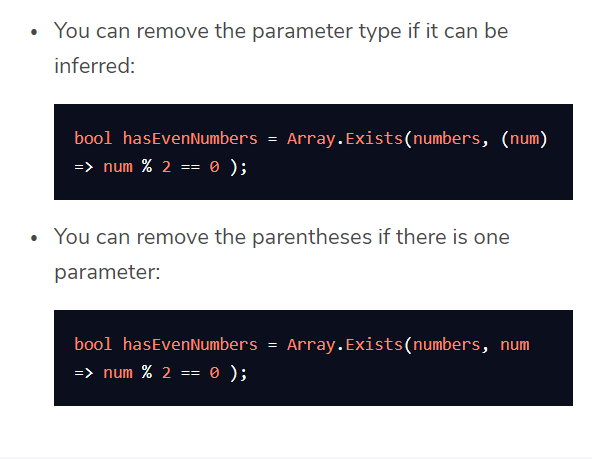 • You can remove the parameter type if it can be
inferred:
bool hasEvenNumbers = Array.Exists(numbers, (num)
=> num % 2 == 0 );
• You can remove the parentheses if there is one
parameter:
bool hasEvenNumbers = Array.Exists(numbers, num
=> num % 2 == 0 );